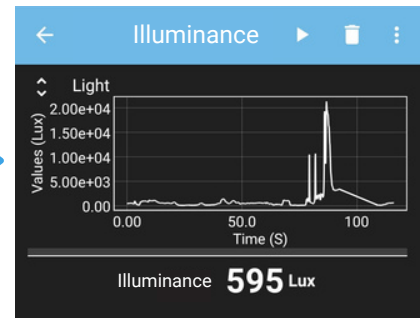 Illuminance
Light
Values (Lux)
2.00e+04
1.50e+04
1.00e+04
5.00e+03
0.00
0.00 50.0 100
Time (S)
Illuminance 595 Lux